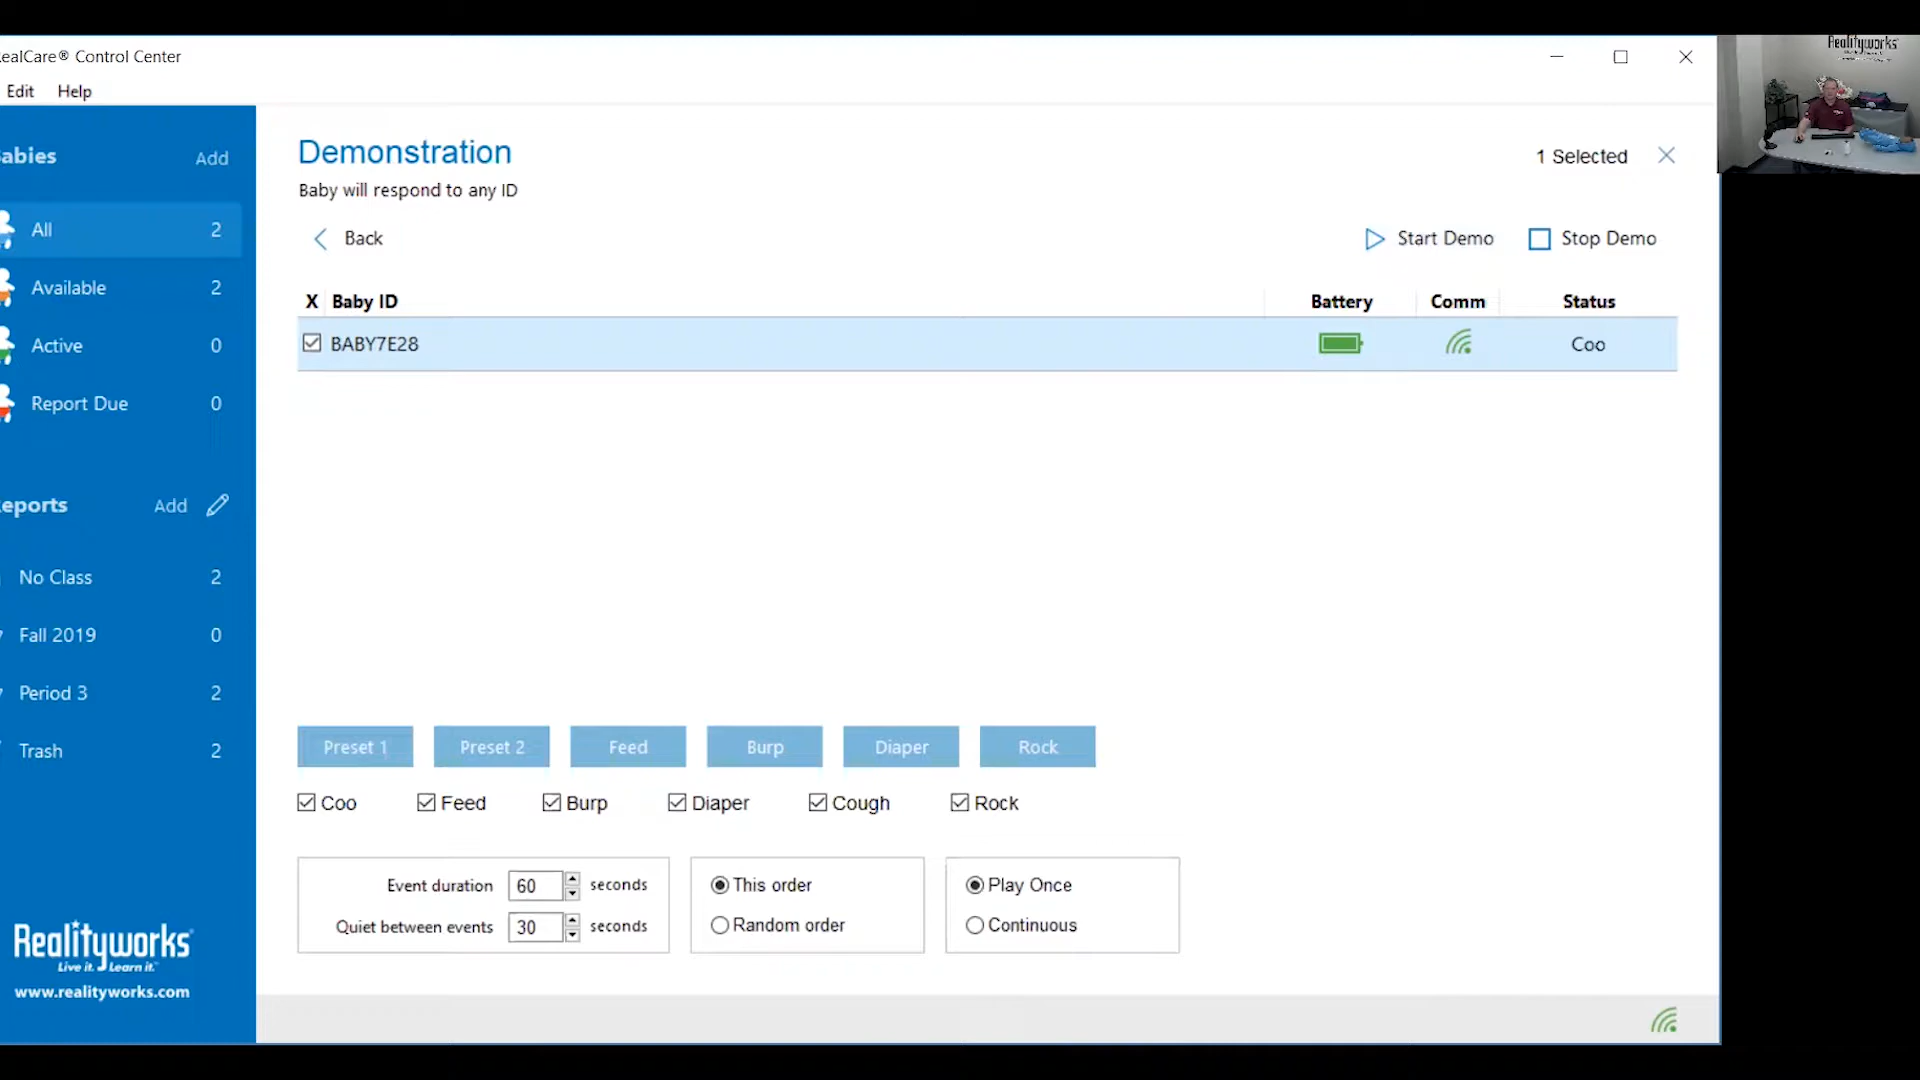 ealCare® Control Center
Edit Help
abies Add
All 2
Available 2
Active 0
Report Due 0
eports Add
No Class 2
Fall 2019 0
Period 3 2
Trash 2
Realityworks
Live it. Learn it.™
www.realityworks.com
Demonstration
1 Selected
Baby will respond to any ID
Back
Start Demo Stop Demo
X Baby ID Battery Comm Status
BABY7E28 Coo
Preset 1 Preset 2 Feed Burp Diaper Rock
Coo Feed Burp Diaper Cough Rock
Event duration 60 seconds
Quiet between events 30 seconds
This order
Random order
Play Once
Continuous
Realityworks